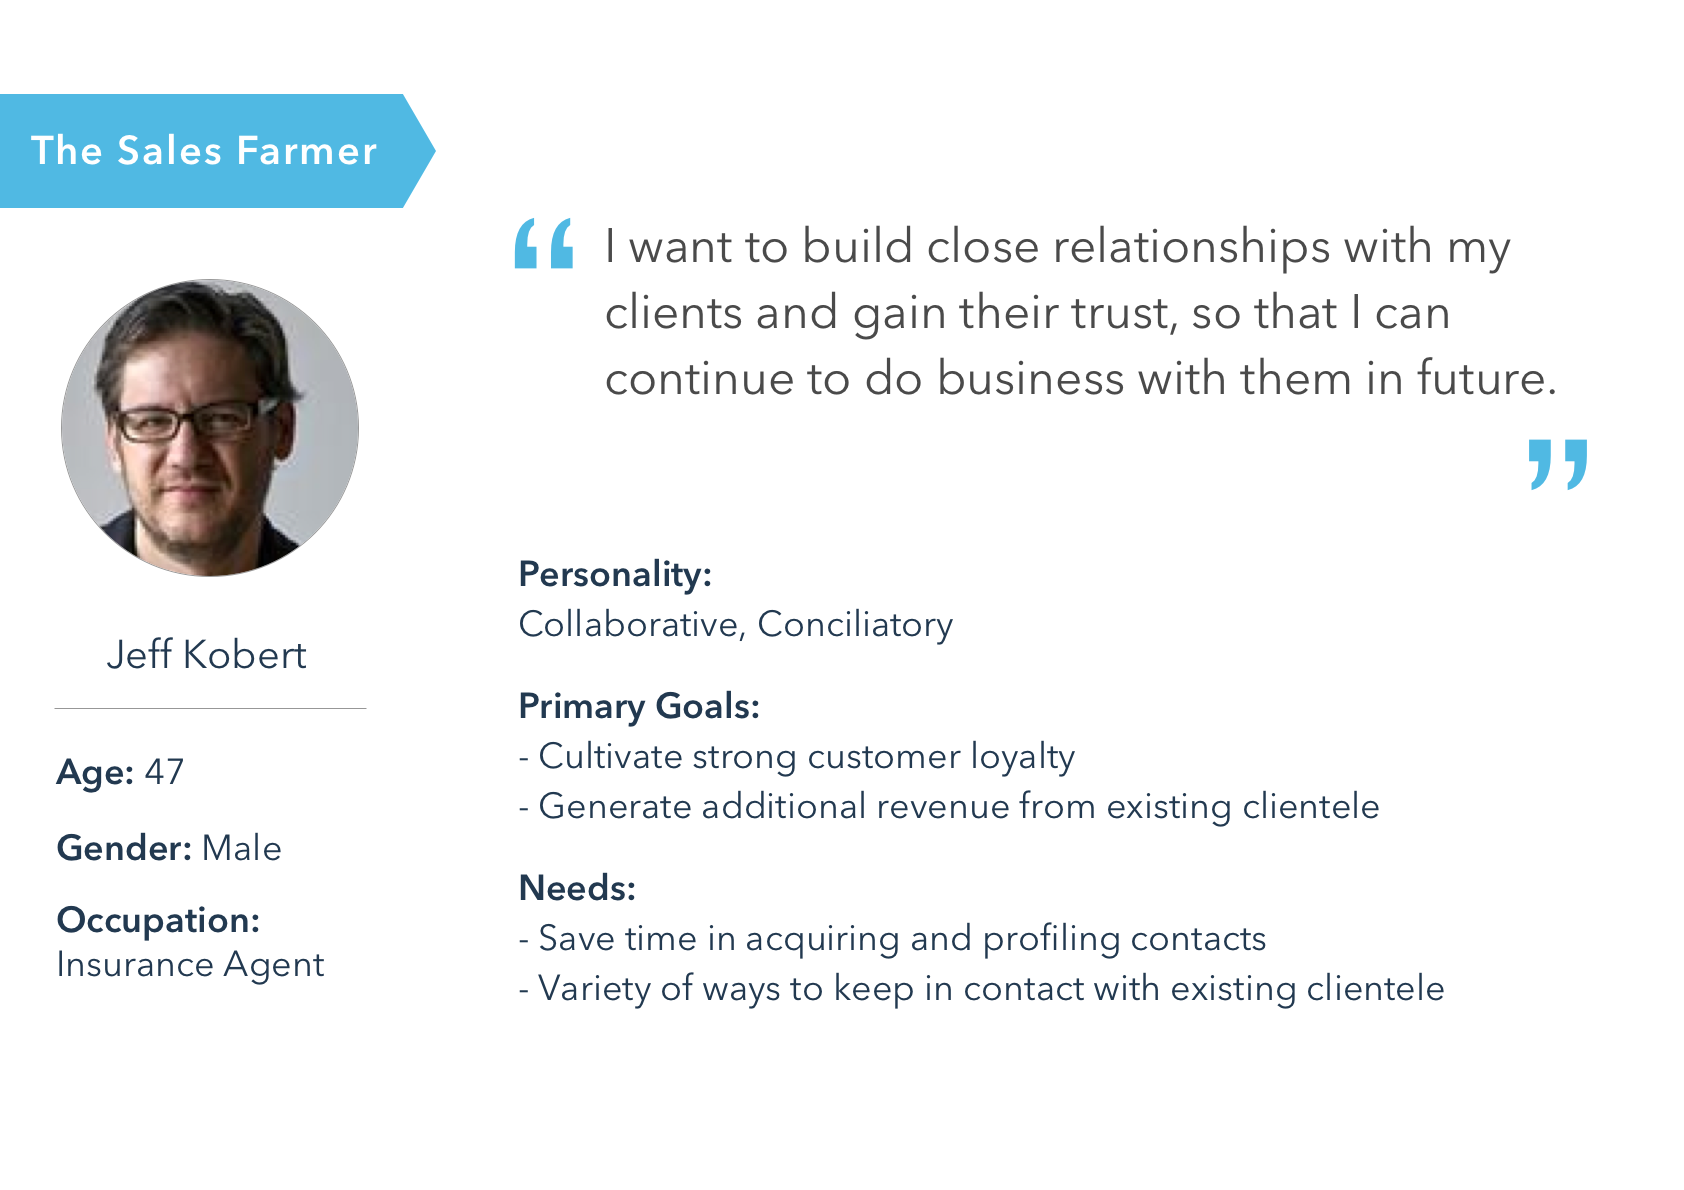 The Sales Farmer
“ I want to build close relationships with my
clients and gain their trust, so that I can
continue to do business with them in future.
”
Jeff Kobert
Age: 47
Gender: Male
Occupation:
Insurance Agent
Personality:
Collaborative, Conciliatory
Primary Goals:
- Cultivate strong customer loyalty
- Generate additional revenue from existing clientele
Needs:
- Save time in acquiring and profiling contacts
- Variety of ways to keep in contact with existing clientele